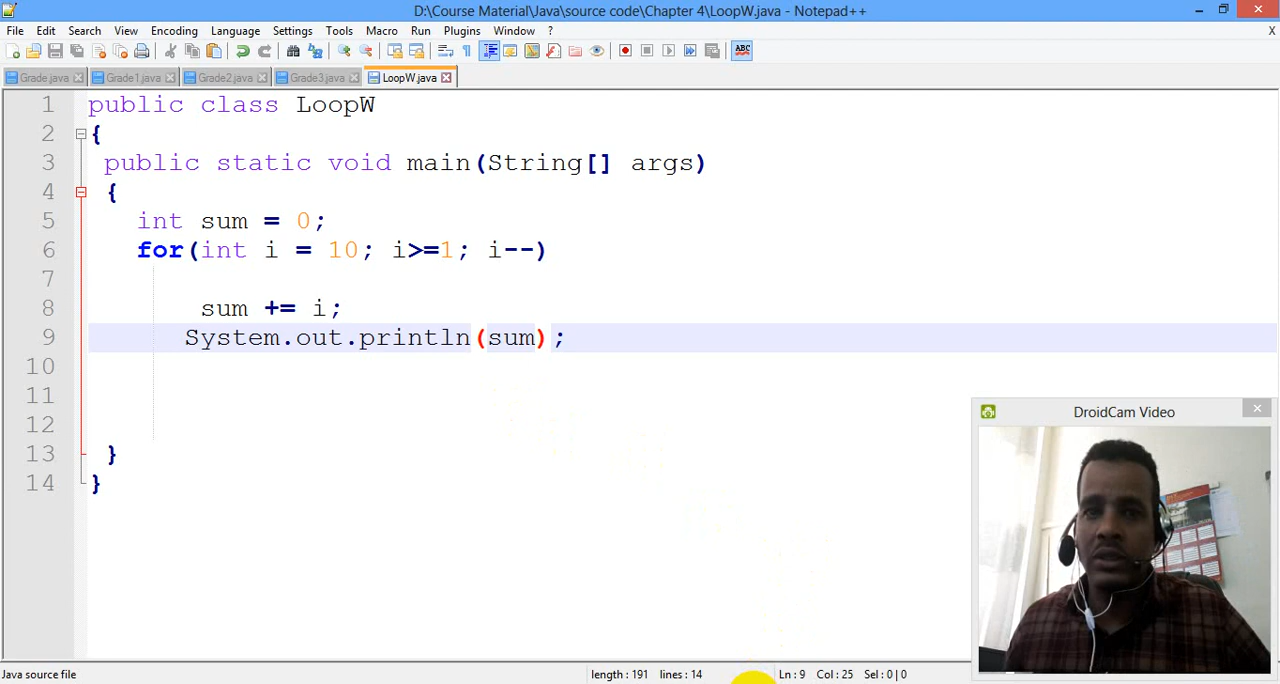 D:\Course Material\Java\source code\Chapter 4\LoopW.java - Notepad++
File Edit Search View Encoding Language Settings Tools Macro Run Plugins Window ? X
Grade.java Grade1.java Grade2.java Grade3.java LoopW.java
1 public class LoopW
2 {
3 public static void main(String[] args)
4 {
5 int sum = 0;
6 for(int i = 10; i>=1; i--)
7
8 sum += i;
9 System.out.println(sum);
10
11
12
13 }
14 }
DroidCam Video
Java source file length : 191 lines : 14 Ln : 9 Col : 25 Sel : 0 | 0